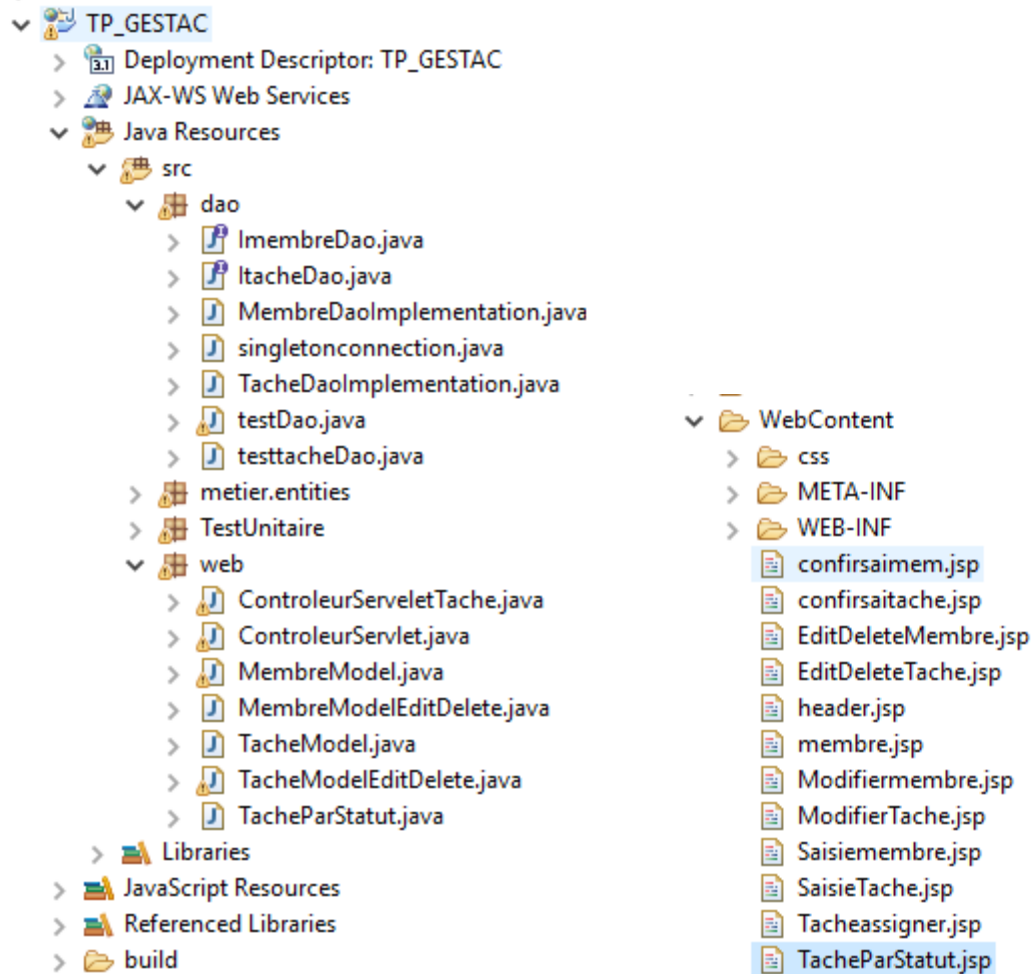 TP_GESTAC
3.1 Deployment Descriptor: TP_GESTAC
JAX-WS Web Services
Java Resources
src
dao
ImembreDao.java
ItacheDao.java
MembreDaoImplementation.java
singletonconnection.java
TacheDaoImplementation.java
testDao.java
testtacheDao.java
metier.entities
TestUnitaire
web
ControleurServeletTache.java
ControleurServlet.java
MembreModel.java
MembreModelEditDelete.java
TacheModel.java
TacheModelEditDelete.java
TacheParStatut.java
Libraries
JavaScript Resources
Referenced Libraries
build
WebContent
css
META-INF
WEB-INF
confirsaimem.jsp
confirsaitache.jsp
EditDeleteMembre.jsp
EditDeleteTache.jsp
header.jsp
membre.jsp
Modifiermembre.jsp
ModifierTache.jsp
Saisiemembre.jsp
SaisieTache.jsp
Tacheassigner.jsp
TacheParStatut.jsp